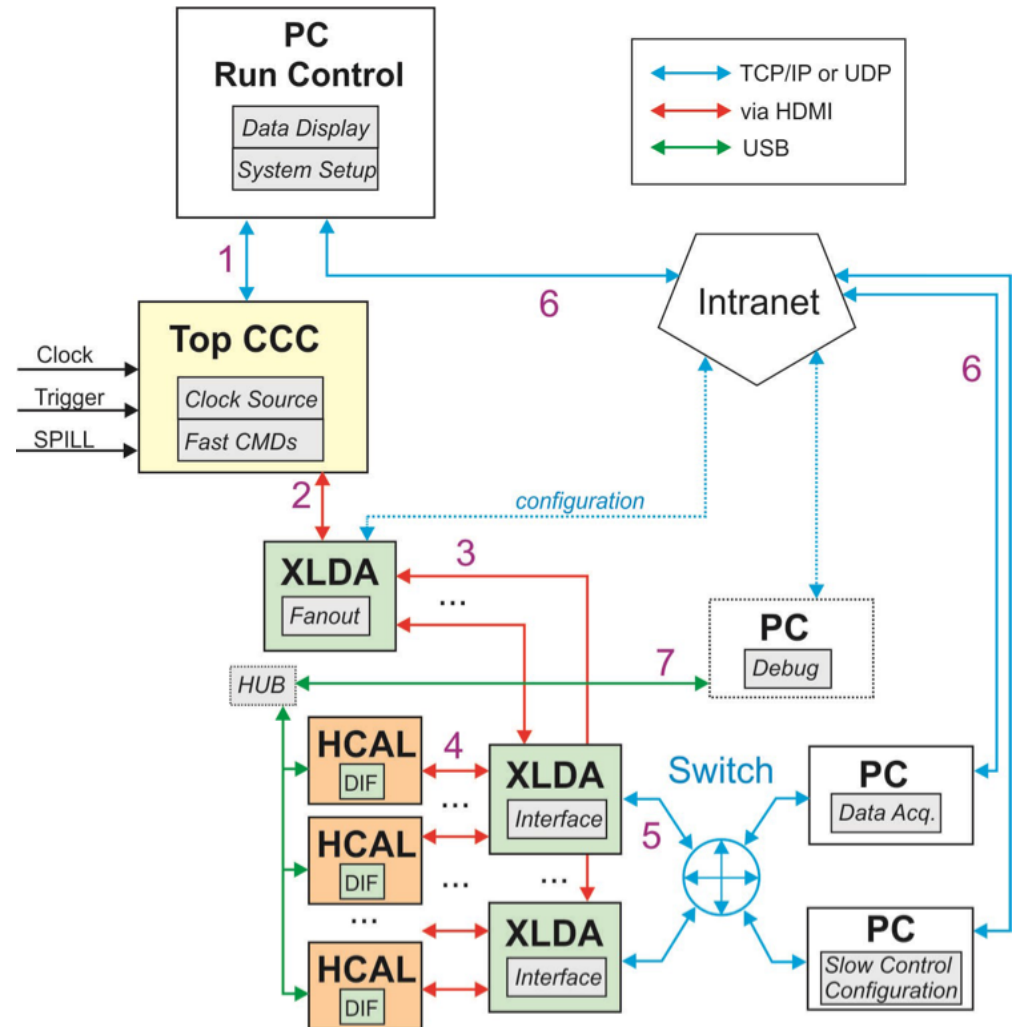 PC
Run Control
Data Display
System Setup
TCP/IP or UDP
via HDMI
USB
1
6
Intranet
6
Top CCC
Clock Source
Fast CMDs
Clock
Trigger
SPILL
2
configuration
3
XLDA
Fanout
...
PC
Debug
7
HUB
HCAL
DIF
4
...
XLDA
Interface
Switch
5
PC
Data Acq.
HCAL
DIF
...
...
...
HCAL
DIF
...
XLDA
Interface
PC
Slow Control
Configuration